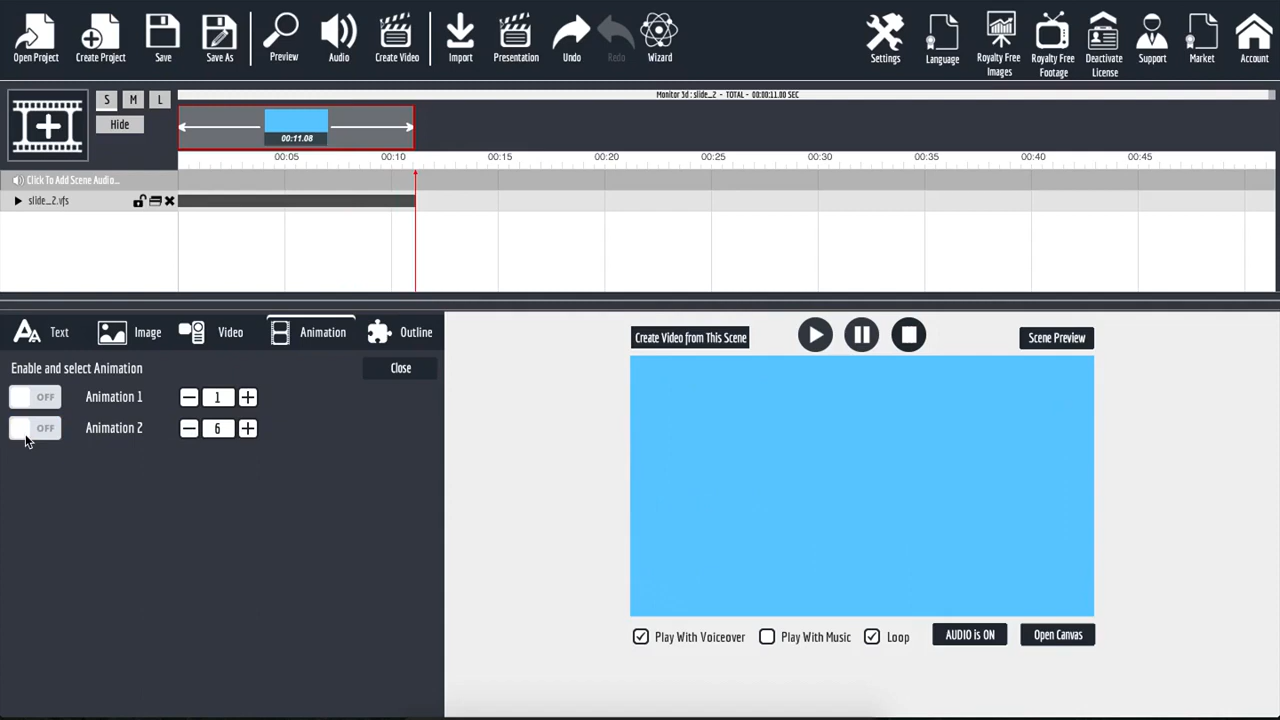 Open Project
Create Project
Save
Save As
Preview
Audio
Create Video
Import
Presentation
Undo
Redo
Wizard
Settings
Language
Royalty Free
Images
Royalty Free
Footage
Deactivate
License
Support
Market
Account
S M L
Hide
Monitor 3d : slide_2 - TOTAL - 00:00:11.00 SEC
00:11.08
00:05 00:10 00:15 00:20 00:25 00:30 00:35 00:40 00:45
Click To Add Scene Audio...
slide_2.vfs
Text Image Video Animation Outline
Enable and select Animation Close
OFF Animation 1 1
OFF Animation 2 6
Create Video from This Scene
Scene Preview
Play With Voiceover Play With Music Loop AUDIO is ON Open Canvas